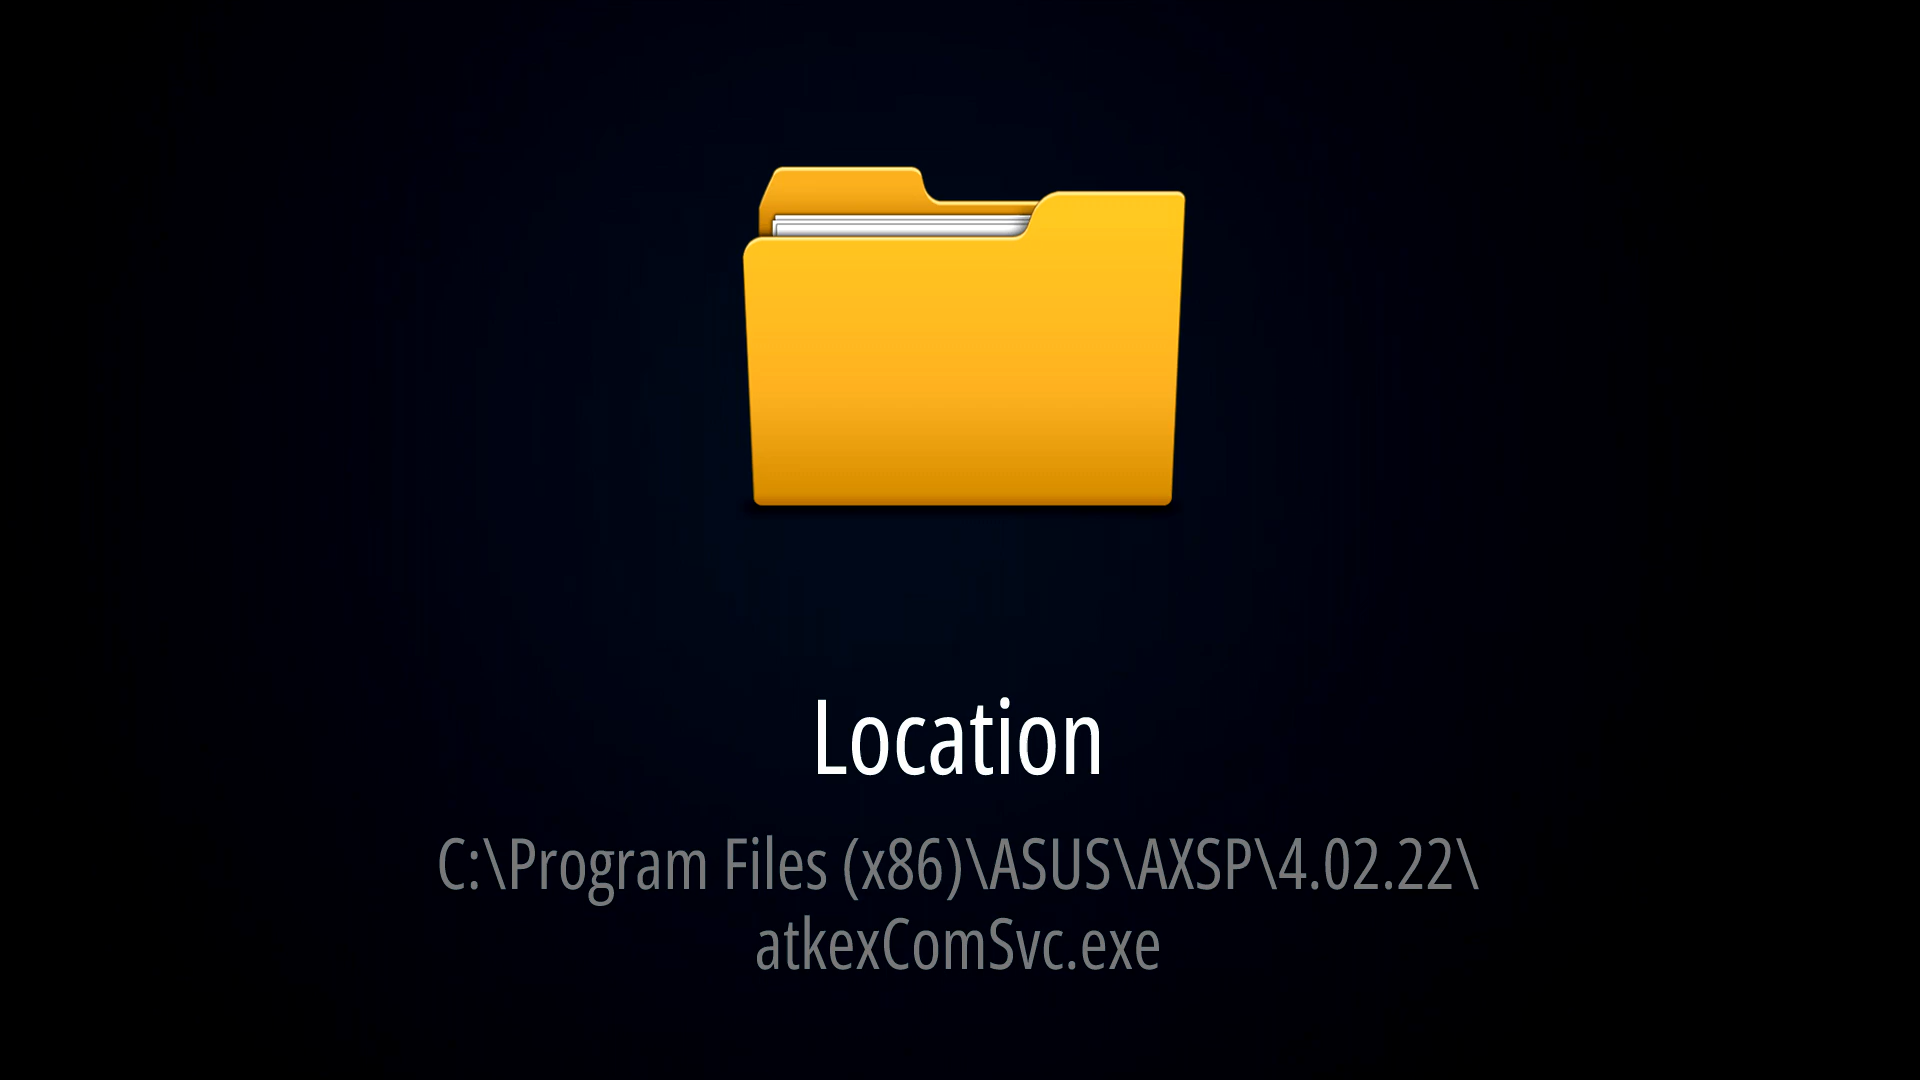 Location
C:\Program Files (x86)\ASUS\AXSP\4.02.22\
atkexComSvc.exe